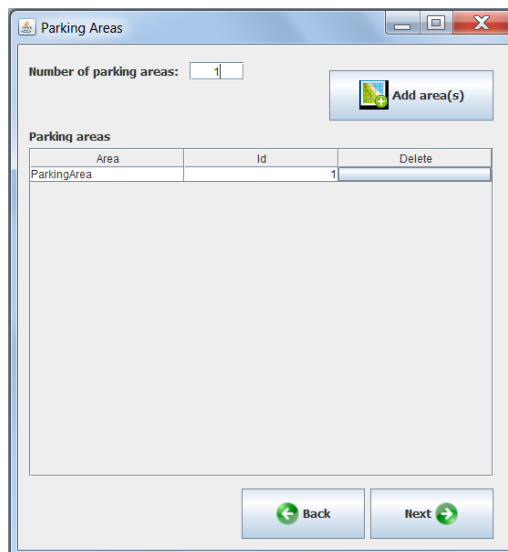 Parking Areas
Number of parking areas: 1
Add area(s)
Parking areas
Area Id Delete
ParkingArea 1
Back Next